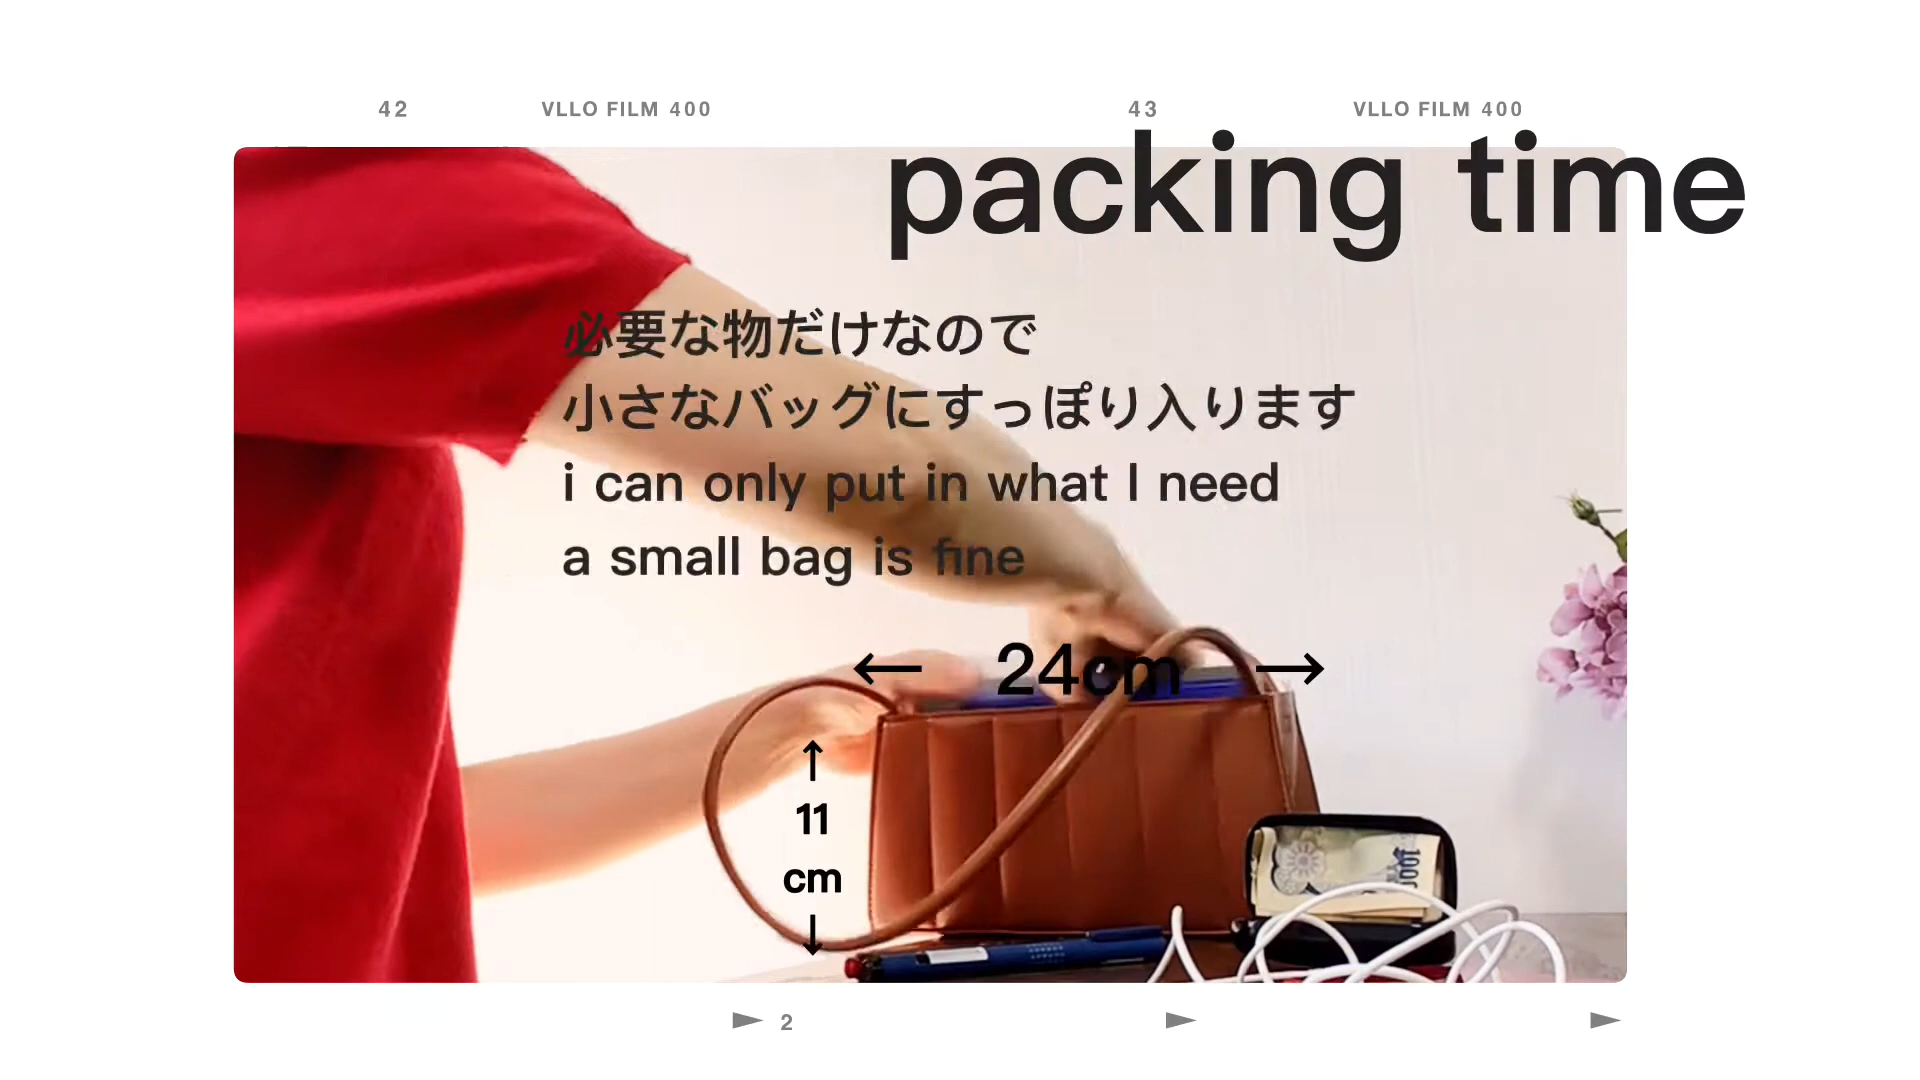 42 VLLO FILM 400 43 VLLO FILM 400
packing time
必要な物だけなので
小さなバッグにすっぽり入ります
i can only put in what I need
a small bag is fine
← 24cm →
↑
11
cm
↓
1000
2